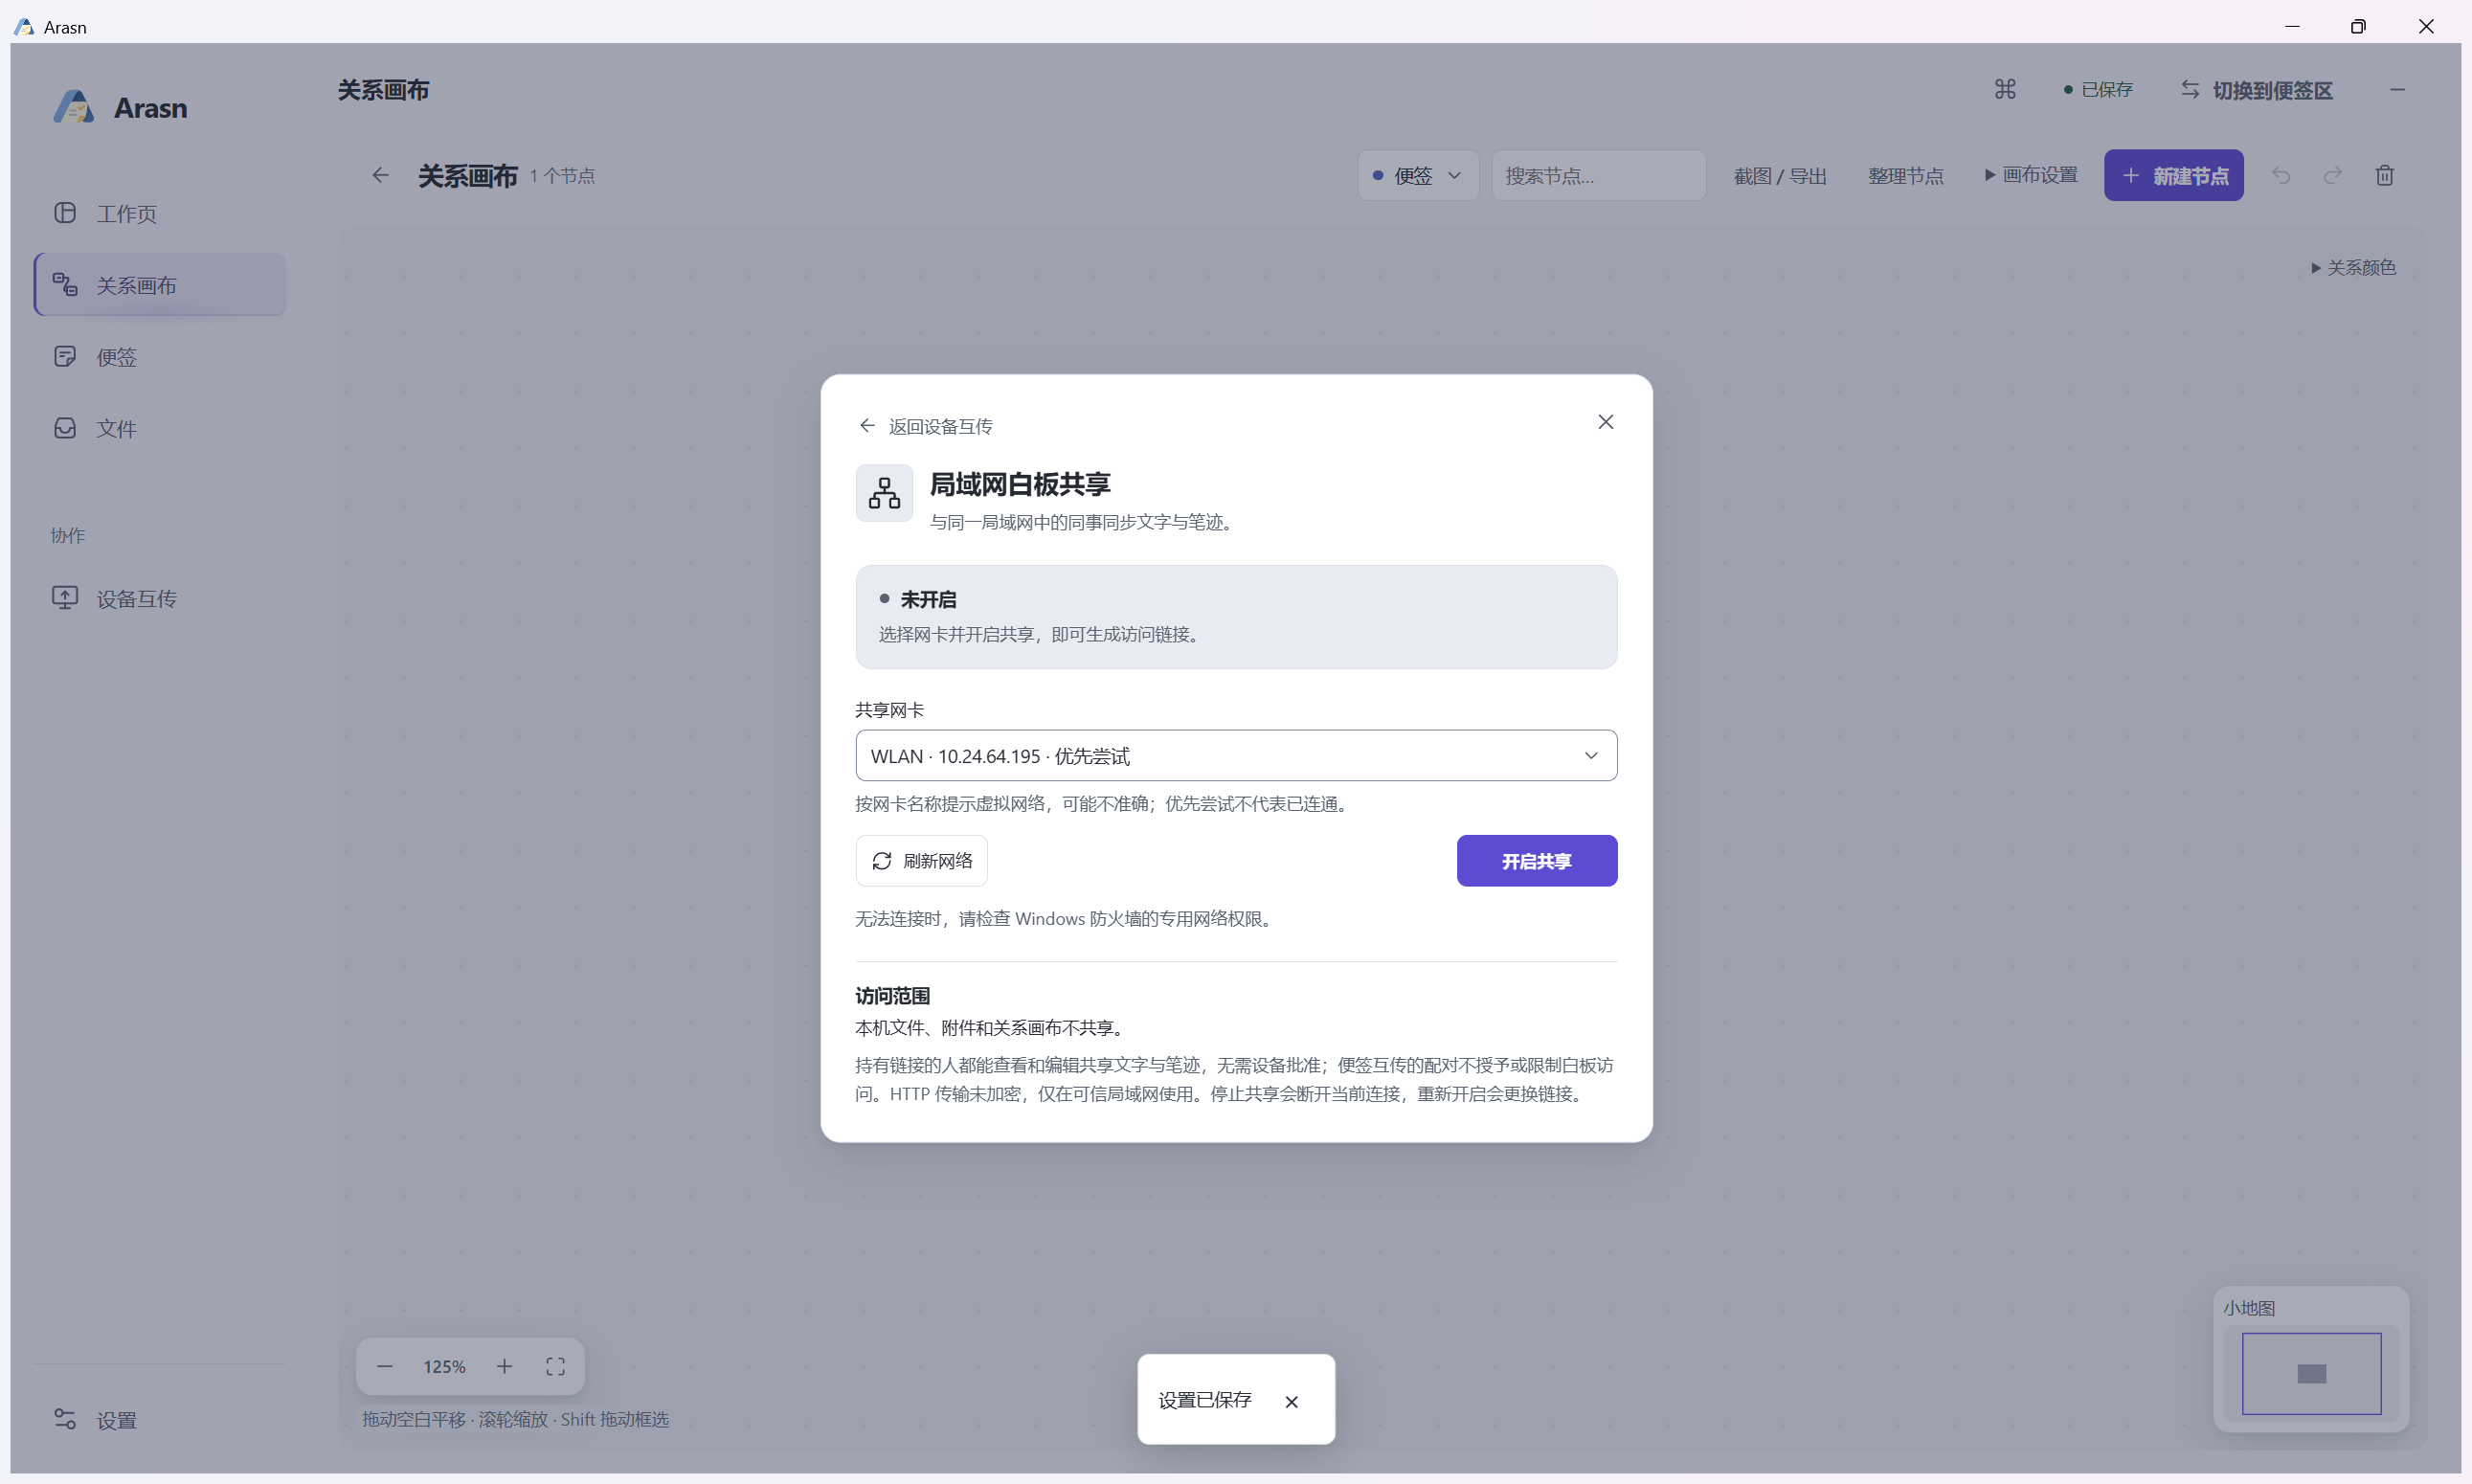 Arasn
Arasn
关系画布
已保存
切换到便签区
关系画布 1 个节点
便签
搜索节点...
截图 / 导出
整理节点
画布设置
新建节点
工作页
关系画布
便签
文件
协作
设备互传
设置
关系颜色
返回设备互传
局域网白板共享
与同一局域网中的同事同步文字与笔迹。
未开启
选择网卡并开启共享，即可生成访问链接。
共享网卡
WLAN · 10.24.64.195 · 优先尝试
按网卡名称提示虚拟网络，可能不准确；优先尝试不代表已连通。
刷新网络
开启共享
无法连接时，请检查 Windows 防火墙的专用网络权限。
访问范围
本机文件、附件和关系画布不共享。
持有链接的人都能查看和编辑共享文字与笔迹，无需设备批准；便签互传的配对不授予或限制白板访
问。HTTP 传输未加密，仅在可信局域网使用。停止共享会断开当前连接，重新开启会更换链接。
小地图
125%
拖动空白平移 · 滚轮缩放 · Shift 拖动框选
设置已保存